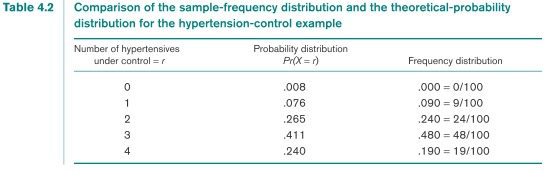 Table 4.2 Comparison of the sample-frequency distribution and the theoretical-probability
distribution for the hypertension-control example
Number of hypertensives Probability distribution
under control = r Pr(X = r) Frequency distribution
0 .008 .000 = 0/100
1 .076 .090 = 9/100
2 .265 .240 = 24/100
3 .411 .480 = 48/100
4 .240 .190 = 19/100